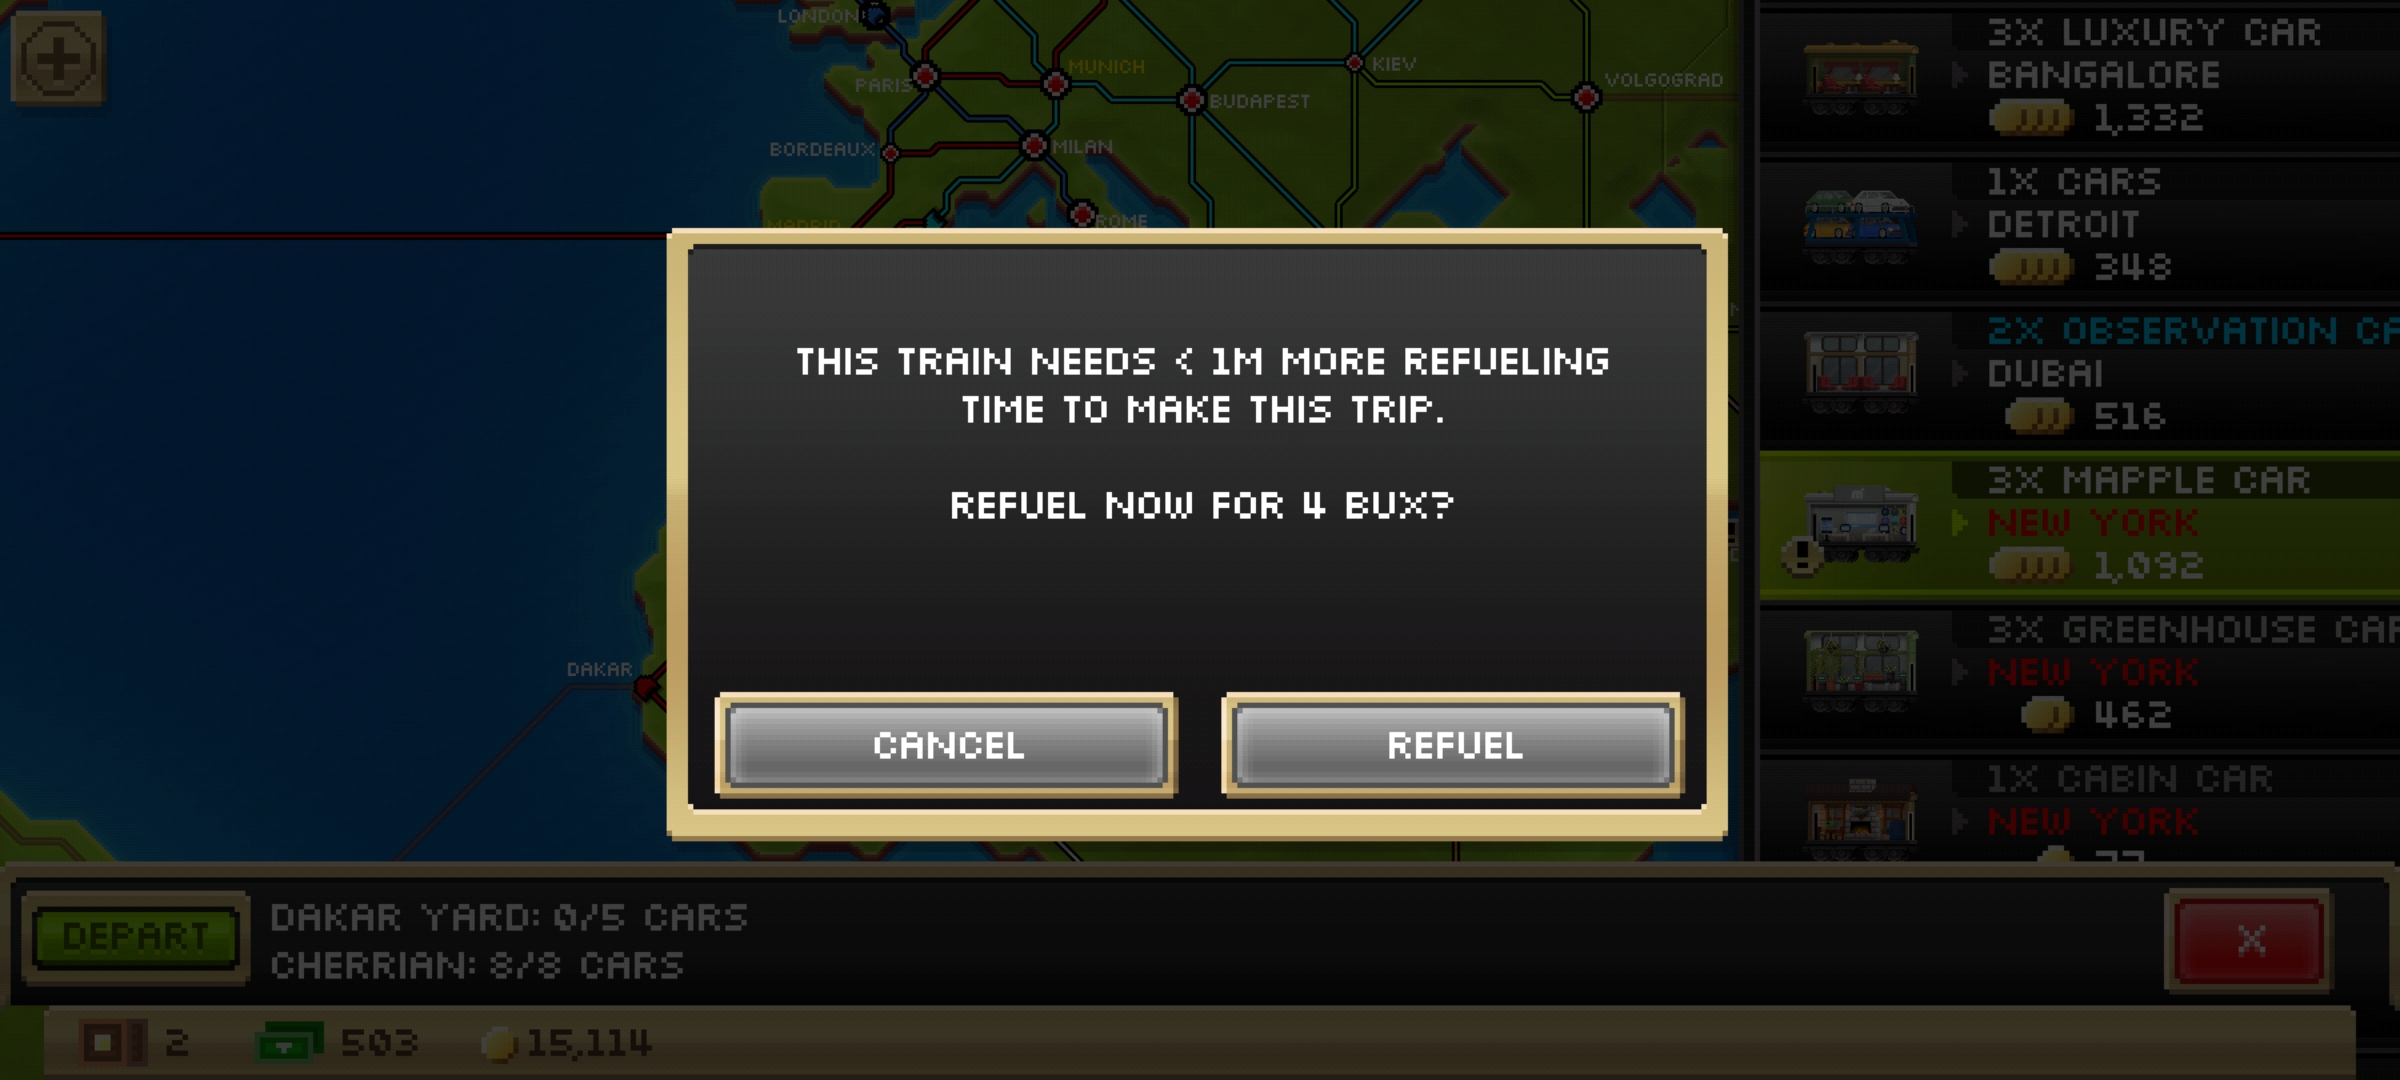 LONDON
PARIS
MUNICH
BUDAPEST
KIEV
VOLGOGRAD
BORDEAUX
MILAN
MADRID
ROME
DAKAR
3X LUXURY CAR
BANGALORE
1,332
1X CARS
DETROIT
348
2X OBSERVATION CA
DUBAI
516
3X MAPPLE CAR
NEW YORK
1,092
3X GREENHOUSE CAR
NEW YORK
462
1X CABIN CAR
NEW YORK
77
THIS TRAIN NEEDS < 1M MORE REFUELING
TIME TO MAKE THIS TRIP.
REFUEL NOW FOR 4 BUX?
CANCEL
REFUEL
DEPART
DAKAR YARD: 0/5 CARS
CHERRIAN: 8/8 CARS
X
2
503
15,114